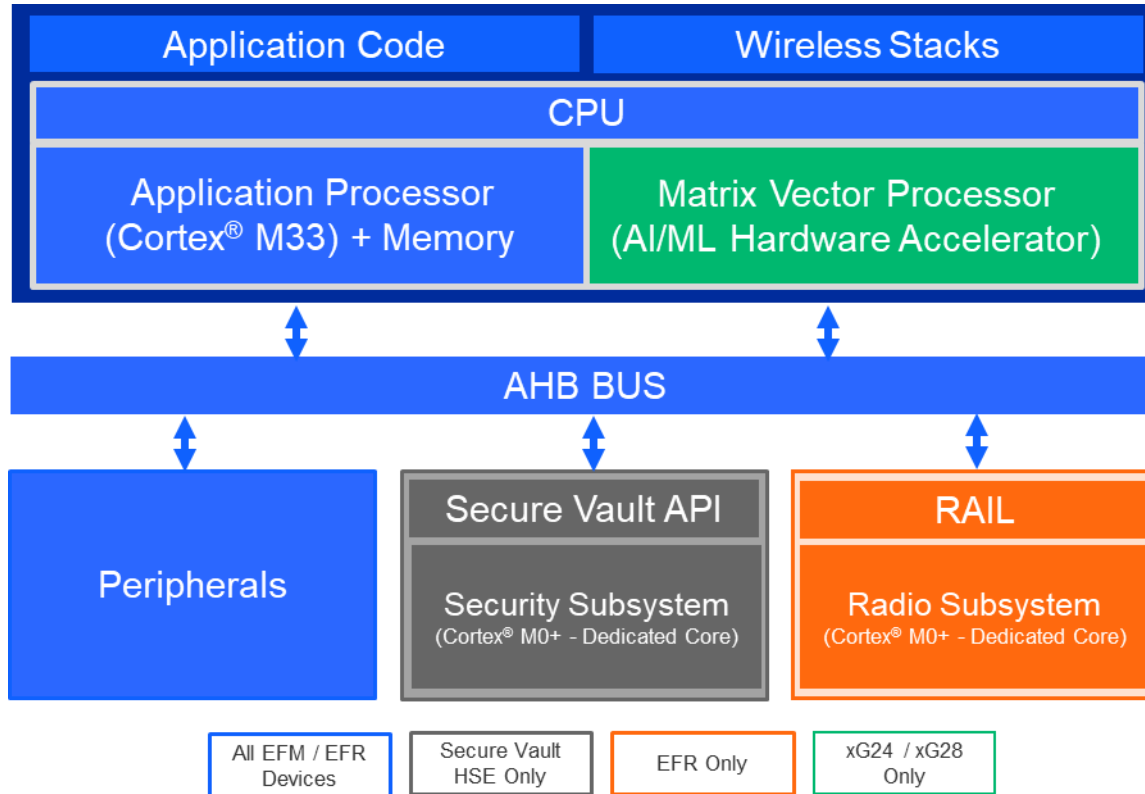 Application Code
Wireless Stacks
CPU
Application Processor
(Cortex® M33) + Memory
Matrix Vector Processor
(AI/ML Hardware Accelerator)
AHB BUS
Peripherals
Secure Vault API
Security Subsystem
(Cortex® M0+ - Dedicated Core)
RAIL
Radio Subsystem
(Cortex® M0+ - Dedicated Core)
All EFM / EFR
Devices
Secure Vault
HSE Only
EFR Only
xG24 / xG28
Only